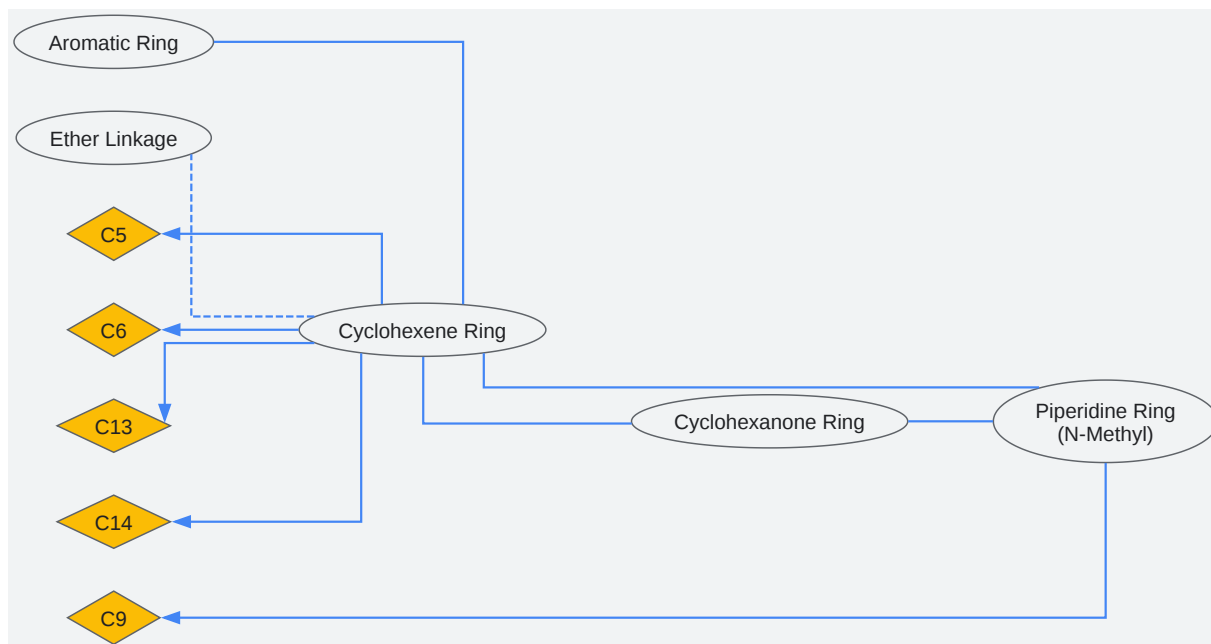 Aromatic Ring
Ether Linkage
C5
C6
Cyclohexene Ring
C13
Cyclohexanone Ring
Piperidine Ring
(N-Methyl)
C14
C9